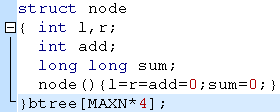 struct node
{ int l,r;
int add;
long long sum;
node(){l=r=add=0;sum=0;}
}btree[MAXN*4];